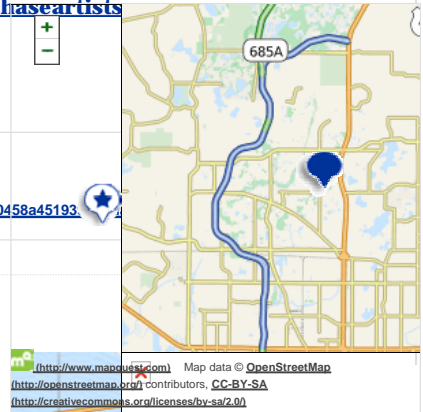 haseartists
+
685A
−
0458a45193
mq (http://www.mapquest.com) Map data © OpenStreetMap
(http://openstreetmap.org/) contributors, CC-BY-SA
(http://creativecommons.org/licenses/by-sa/2.0/)